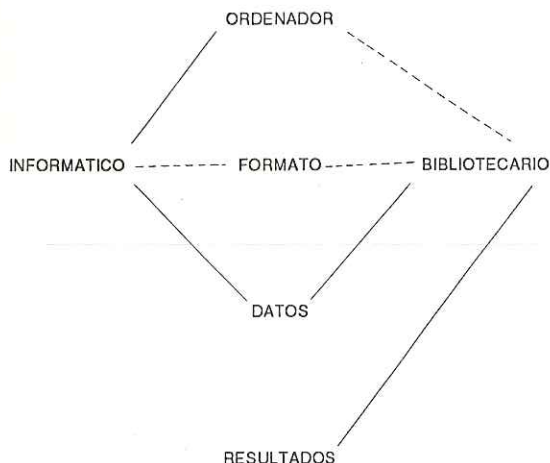 ORDENADOR
INFORMATICO FORMATO BIBLIOTECARIO
DATOS
RESULTADOS